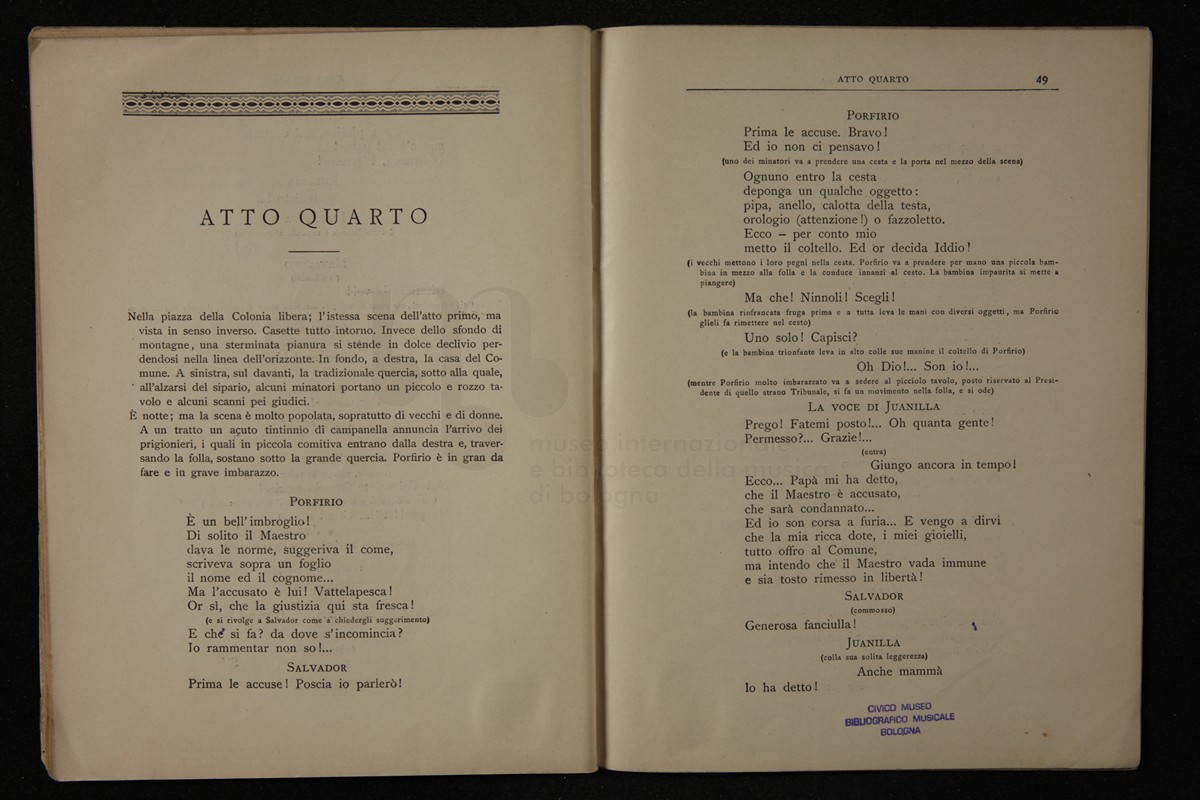 ATTO QUARTO
Nella piazza della Colonia libera; l'istessa scena dell'atto primo, ma
vista in senso inverso. Casette tutto intorno. Invece dello sfondo di
montagne, una sterminata pianura si stende in dolce declivio per-
dendosi nella linea dell'orizzonte. In fondo, a destra, la casa del Co-
mune. A sinistra, sul davanti, la tradizionale quercia, sotto alla quale,
all'alzarsi del sipario, alcuni minatori portano un piccolo e rozzo ta-
volo e alcuni scanni pei giudici.
È notte; ma la scena è molto popolata, sopratutto di vecchi e di donne.
A un tratto un acuto tintinnio di campanella annuncia l'arrivo dei
prigionieri, i quali in piccola comitiva entrano dalla destra e, traver-
sando la folla, sostano sotto la grande quercia. Porfirio è in gran da
fare e in grave imbarazzo.
PORFIRIO
È un bell'imbroglio!
Di solito il Maestro
dava le norme, suggeriva il come,
scriveva sopra un foglio
il nome ed il cognome...
Ma l'accusato è lui! Vattelapesca!
Or sì, che la giustizia qui sta fresca!
(e si rivolge a Salvador come a chiedergli suggerimento)
E che si fa? da dove s'incomincia?
Io rammentar non so!...
SALVADOR
Prima le accuse! Poscia io parlerò!
ATTO QUARTO 49
PORFIRIO
Prima le accuse. Bravo!
Ed io non ci pensavo!
(uno dei minatori va a prendere una cesta e la porta nel mezzo della scena)
Ognuno entro la cesta
deponga un qualche oggetto:
pipa, anello, calotta della testa,
orologio (attenzione!) o fazzoletto.
Ecco – per conto mio
metto il coltello. Ed or decida Iddio!
(i vecchi mettono i loro pegni nella cesta. Porfirio va a prendere per mano una piccola bam-
bina in mezzo alla folla e la conduce innanzi al cesto. La bambina impaurita si mette a
piangere)
Ma che! Ninnoli! Scegli!
(la bambina rinfrancata fruga prima e a tutta leva le mani con diversi oggetti, ma Porfirio
glieli fa rimettere nel cesto)
Uno solo! Capisci?
(e la bambina trionfante leva in alto colle sue manine il coltello di Porfirio)
Oh Dio!... Son io!...
(mentre Porfirio molto imbarazzato va a sedere al picciolo tavolo, posto riservato al Presi-
dente di quello strano Tribunale, si fa un movimento nella folla, e si ode)
LA VOCE DI JUANILLA
Prego! Fatemi posto!... Oh quanta gente!
Permesso?... Grazie!...
(entra)
Giungo ancora in tempo!
Ecco... Papà mi ha detto,
che il Maestro è accusato,
che sarà condannato...
Ed io son corsa a furia... E vengo a dirvi
che la mia ricca dote, i miei gioielli,
tutto offro al Comune,
ma intendo che il Maestro vada immune
e sia tosto rimesso in libertà!
SALVADOR
(commosso)
Generosa fanciulla!
JUANILLA
(colla sua solita leggerezza)
Anche mammà
lo ha detto!
CIVICO MUSEO
BIBLIOGRAFICO MUSICALE
BOLOGNA
museo internazionale
e biblioteca della musica
di bologna